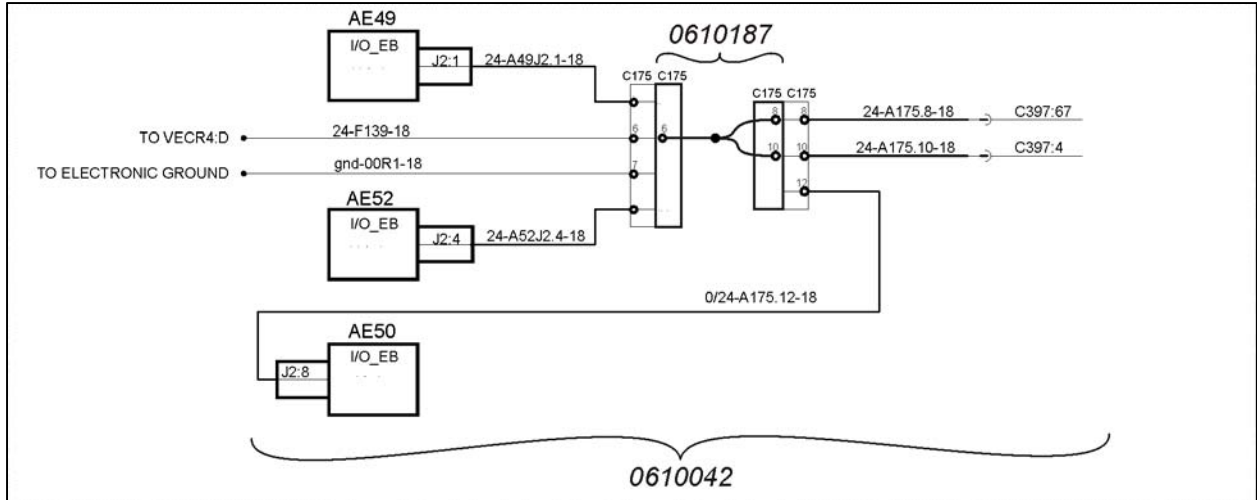 AE49
I/O_EB
J2:1
24-A49J2.1-18
0610187
C175 C175
C175 C175
6
6
7
8
8
10
10
12
24-A175.8-18
C397:67
24-A175.10-18
C397:4
TO VECR4:D
24-F139-18
TO ELECTRONIC GROUND
gnd-00R1-18
AE52
I/O_EB
J2:4
24-A52J2.4-18
0/24-A175.12-18
AE50
I/O_EB
J2:8
0610042